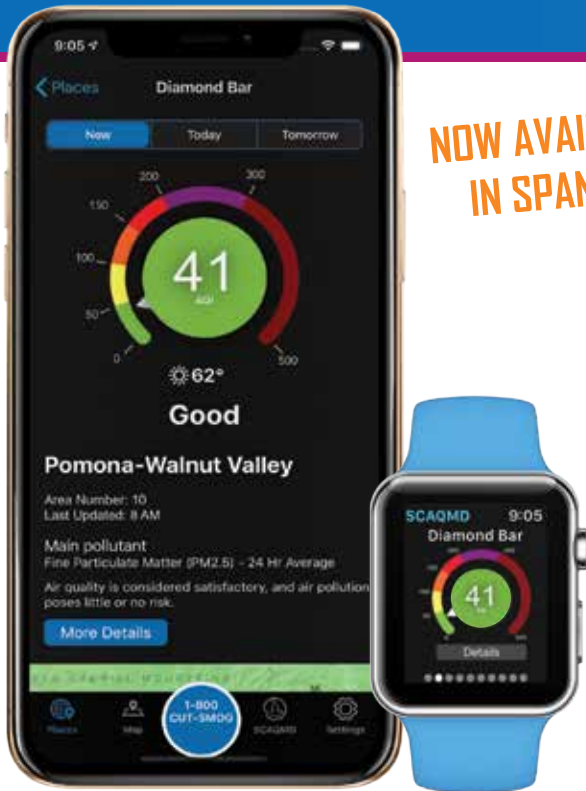 9:05
Places
Diamond Bar
Now
Today
Tomorrow
NOW AVAI
IN SPAN
200
300
150
100
50
0
500
41
AQI
62°
Good
Pomona-Walnut Valley
Area Number: 10
Last Updated: 8 AM
Main pollutant
Fine Particulate Matter (PM2.5) - 24 Hr Average
Air quality is considered satisfactory, and air pollution
poses little or no risk.
More Details
1-800
CUT-SMOG
Places
Map
SCAQMD
Settings
SCAQMD
9:05
Diamond Bar
41
Details